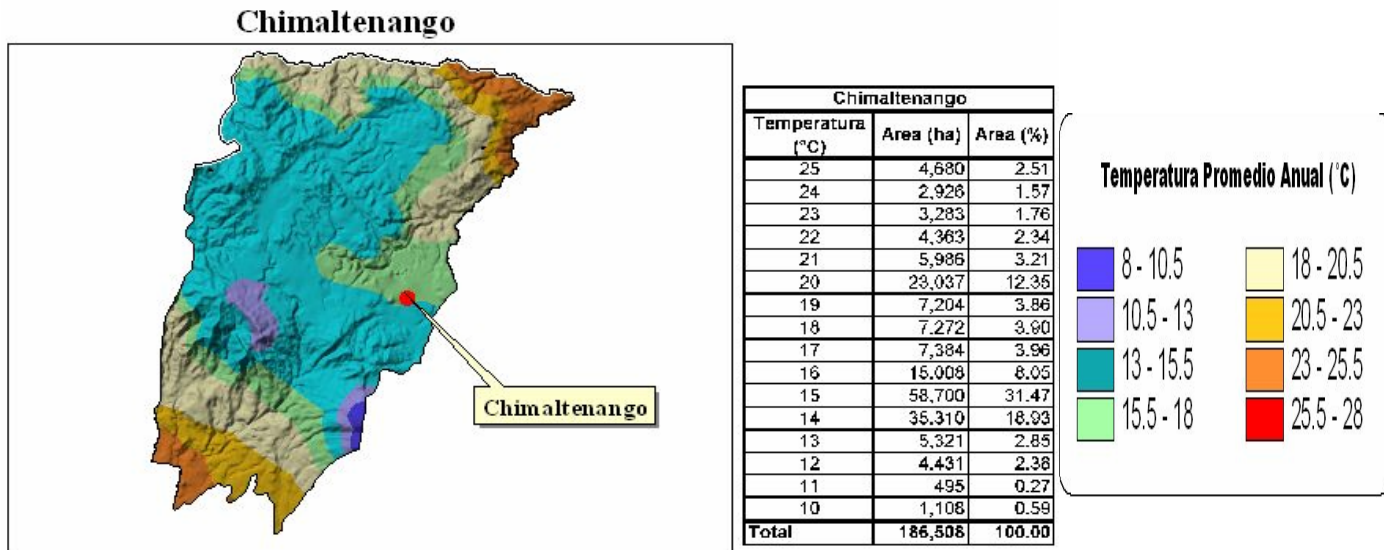 Chimaltenango
Chimaltenango
Chimaltenango
Temperatura (°C) Area (ha) Area (%)
25 4,680 2.51
24 2,926 1.57
23 3,283 1.76
22 4,363 2.34
21 5,986 3.21
20 23,037 12.35
19 7,204 3.86
18 7.272 3.90
17 7,384 3.96
16 15.008 8.05
15 58,700 31.47
14 35.310 18.93
13 5,321 2.85
12 4.431 2.38
11 495 0.27
10 1,108 0.59
Total 186,508 100.00
Temperatura Promedio Anual (°C)
8 - 10.5
10.5 - 13
13 - 15.5
15.5 - 18
18 - 20.5
20.5 - 23
23 - 25.5
25.5 - 28